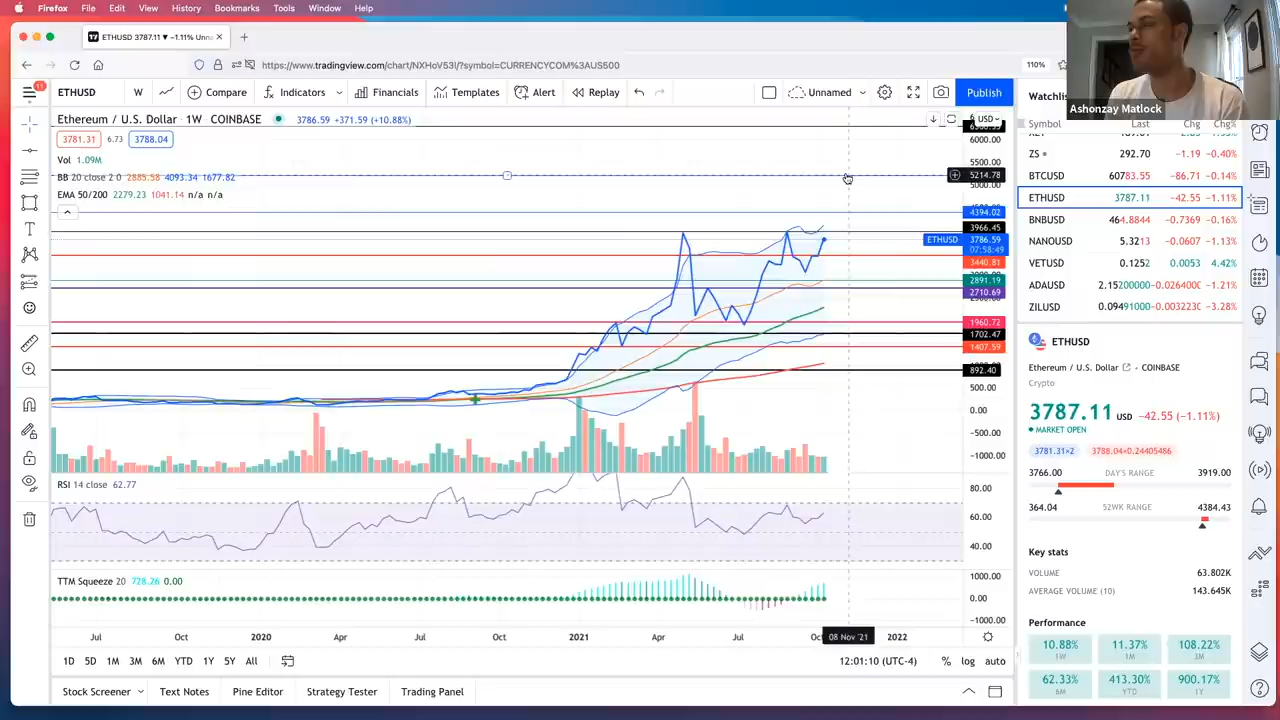 Firefox File Edit View History Bookmarks Tools Window Help
ETHUSD 3787.11 ▼ −1.11% Unna
https://www.tradingview.com/chart/NXHoV53l/?symbol=CURRENCYCOM%3AUS500
110%
Ashonzay Matlock
11
ETHUSD W Compare Indicators Financials Templates Alert Replay Unnamed Publish
Ethereum / U.S. Dollar · 1W · COINBASE 3786.59 +371.59 (+10.88%)
3781.31 6.73 3788.04
Vol 1.09M
BB 20 close 2 0 2885.58 4093.34 1677.82
EMA 50/200 2279.23 1041.14 n/a n/a
USD
6000.00
5500.00
5214.78
5000.00
4394.02
3966.45
ETHUSD 3786.59
07:58:49
3440.81
2891.19
2710.69
1960.72
1702.47
1407.59
892.40
500.00
0.00
−500.00
−1000.00
RSI 14 close 62.77
80.00
60.00
40.00
TTM Squeeze 20 728.26 0.00
1000.00
0.00
−1000.00
Jul Oct 2020 Apr Jul Oct 2021 Apr Jul Oct 08 Nov '21 2022
1D 5D 1M 3M 6M YTD 1Y 5Y All
12:01:10 (UTC-4) % log auto
Stock Screener Text Notes Pine Editor Strategy Tester Trading Panel
Watchlis
Symbol Last Chg Chg%
ZS 292.70 −1.19 −0.40%
BTCUSD 60783.55 −86.71 −0.14%
ETHUSD 3787.11 −42.55 −1.11%
BNBUSD 464.8844 −0.7369 −0.16%
NANOUSD 5.3213 −0.0607 −1.13%
VETUSD 0.1252 0.0053 4.42%
ADAUSD 2.15200000 −0.026400C −1.21%
ZILUSD 0.09491000 −0.003223C −3.28%
ETHUSD
Ethereum / U.S. Dollar · COINBASE
Crypto
3787.11 USD −42.55 (−1.11%)
MARKET OPEN
3781.31×2 3788.04×0.24405486
3766.00 DAY'S RANGE 3919.00
364.04 52WK RANGE 4384.43
Key stats
VOLUME 63.802K
AVERAGE VOLUME (10) 143.645K
Performance
10.88% 11.37% 108.22%
1W 1M 3M
62.33% 413.30% 900.17%
6M YTD 1Y